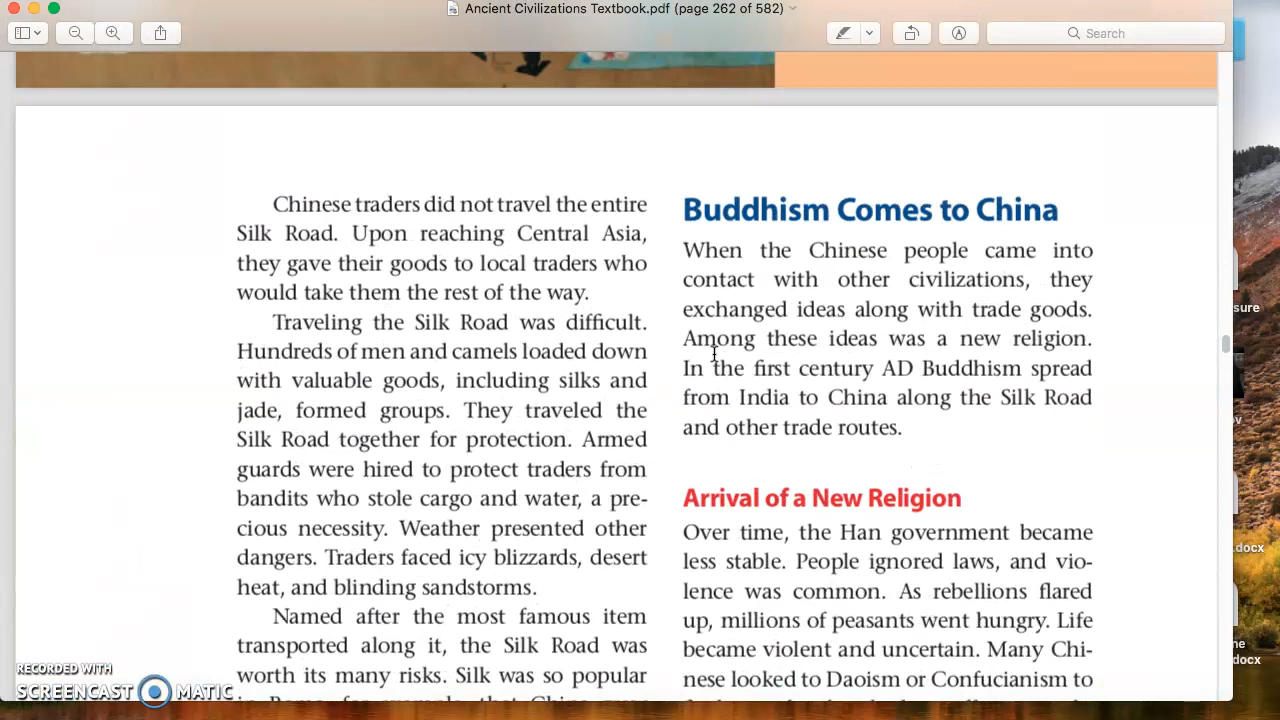 Ancient Civilizations Textbook.pdf (page 262 of 582)
Search
Chinese traders did not travel the entire
Silk Road. Upon reaching Central Asia,
they gave their goods to local traders who
would take them the rest of the way.
Traveling the Silk Road was difficult.
Hundreds of men and camels loaded down
with valuable goods, including silks and
jade, formed groups. They traveled the
Silk Road together for protection. Armed
guards were hired to protect traders from
bandits who stole cargo and water, a pre-
cious necessity. Weather presented other
dangers. Traders faced icy blizzards, desert
heat, and blinding sandstorms.
Named after the most famous item
transported along it, the Silk Road was
worth its many risks. Silk was so popular
Buddhism Comes to China
When the Chinese people came into
contact with other civilizations, they
exchanged ideas along with trade goods.
Among these ideas was a new religion.
In the first century AD Buddhism spread
from India to China along the Silk Road
and other trade routes.
Arrival of a New Religion
Over time, the Han government became
less stable. People ignored laws, and vio-
lence was common. As rebellions flared
up, millions of peasants went hungry. Life
became violent and uncertain. Many Chi-
nese looked to Daoism or Confucianism to
sure
ov
.docx
ne
.docx
RECORDED WITH
SCREENCAST MATIC